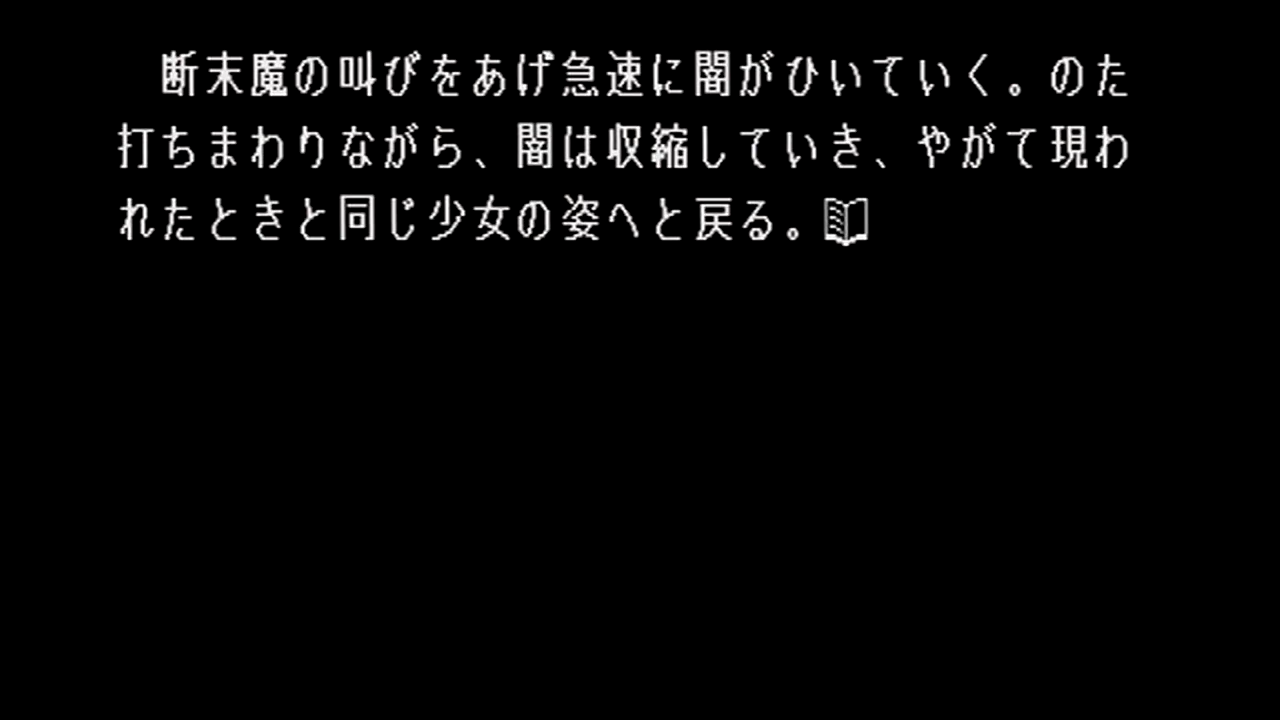 断末魔の叫びをあげ急速に闇がひいていく。のた
打ちまわりながら、闇は収縮していき、やがて現わ
れたときと同じ少女の姿へと戻る。